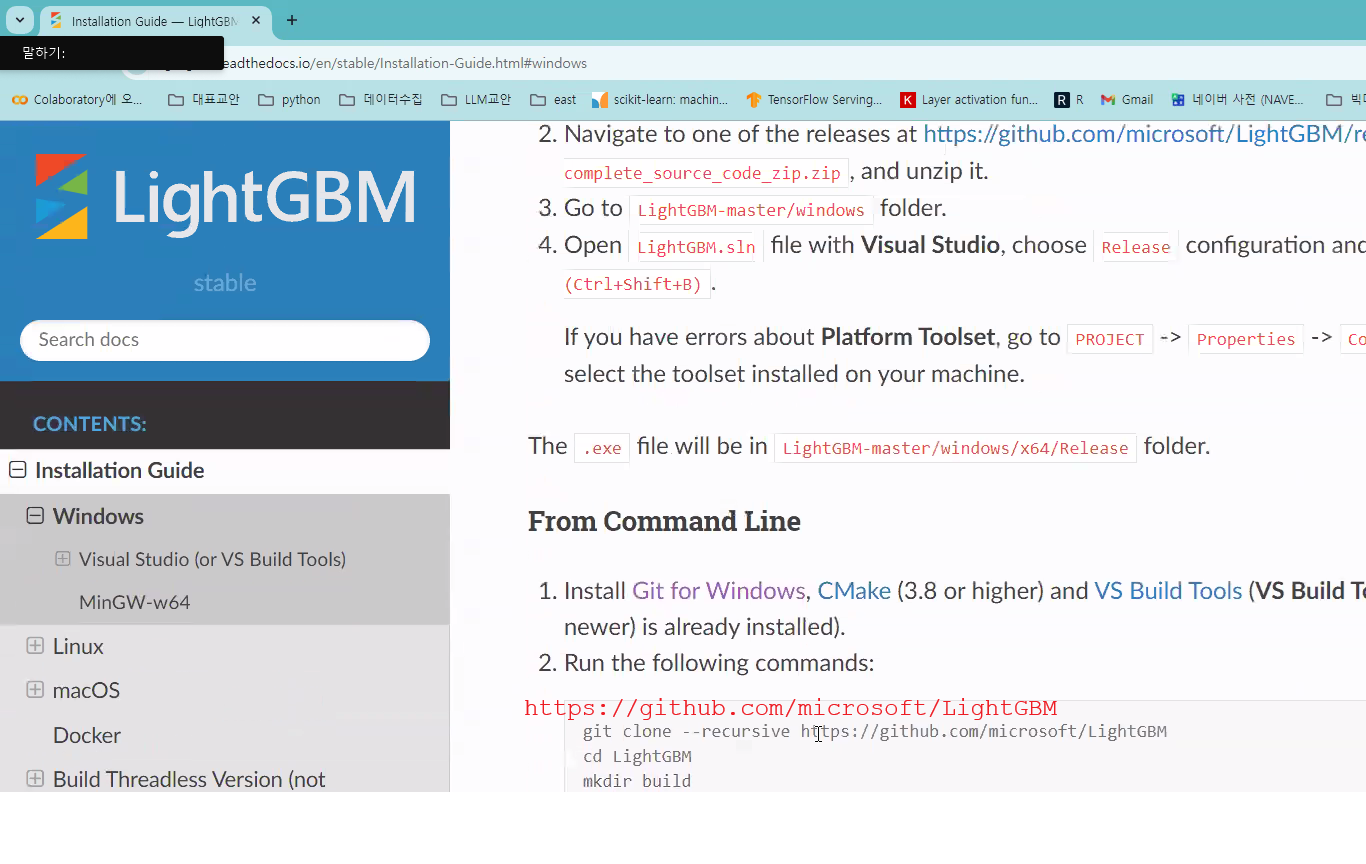 Installation Guide — LightGBM
말하기:
eadthedocs.io/en/stable/Installation-Guide.html#windows
Colaboratory에 오... 대표교안 python 데이터수집 LLM교안 east scikit-learn: machin... TensorFlow Serving... K Layer activation fun... R R Gmail 네이버 사전 (NAVE...
LightGBM
stable
Search docs
CONTENTS:
Installation Guide
Windows
Visual Studio (or VS Build Tools)
MinGW-w64
Linux
macOS
Docker
Build Threadless Version (not
2. Navigate to one of the releases at https://github.com/microsoft/LightGBM/re
complete_source_code_zip.zip , and unzip it.
3. Go to LightGBM-master/windows folder.
4. Open LightGBM.sln file with Visual Studio, choose Release configuration and
(Ctrl+Shift+B) .
If you have errors about Platform Toolset, go to PROJECT -> Properties -> Co
select the toolset installed on your machine.
The .exe file will be in LightGBM-master/windows/x64/Release folder.
From Command Line
1. Install Git for Windows, CMake (3.8 or higher) and VS Build Tools (VS Build To
newer) is already installed).
2. Run the following commands:
https://github.com/microsoft/LightGBM
git clone --recursive https://github.com/microsoft/LightGBM
cd LightGBM
mkdir build